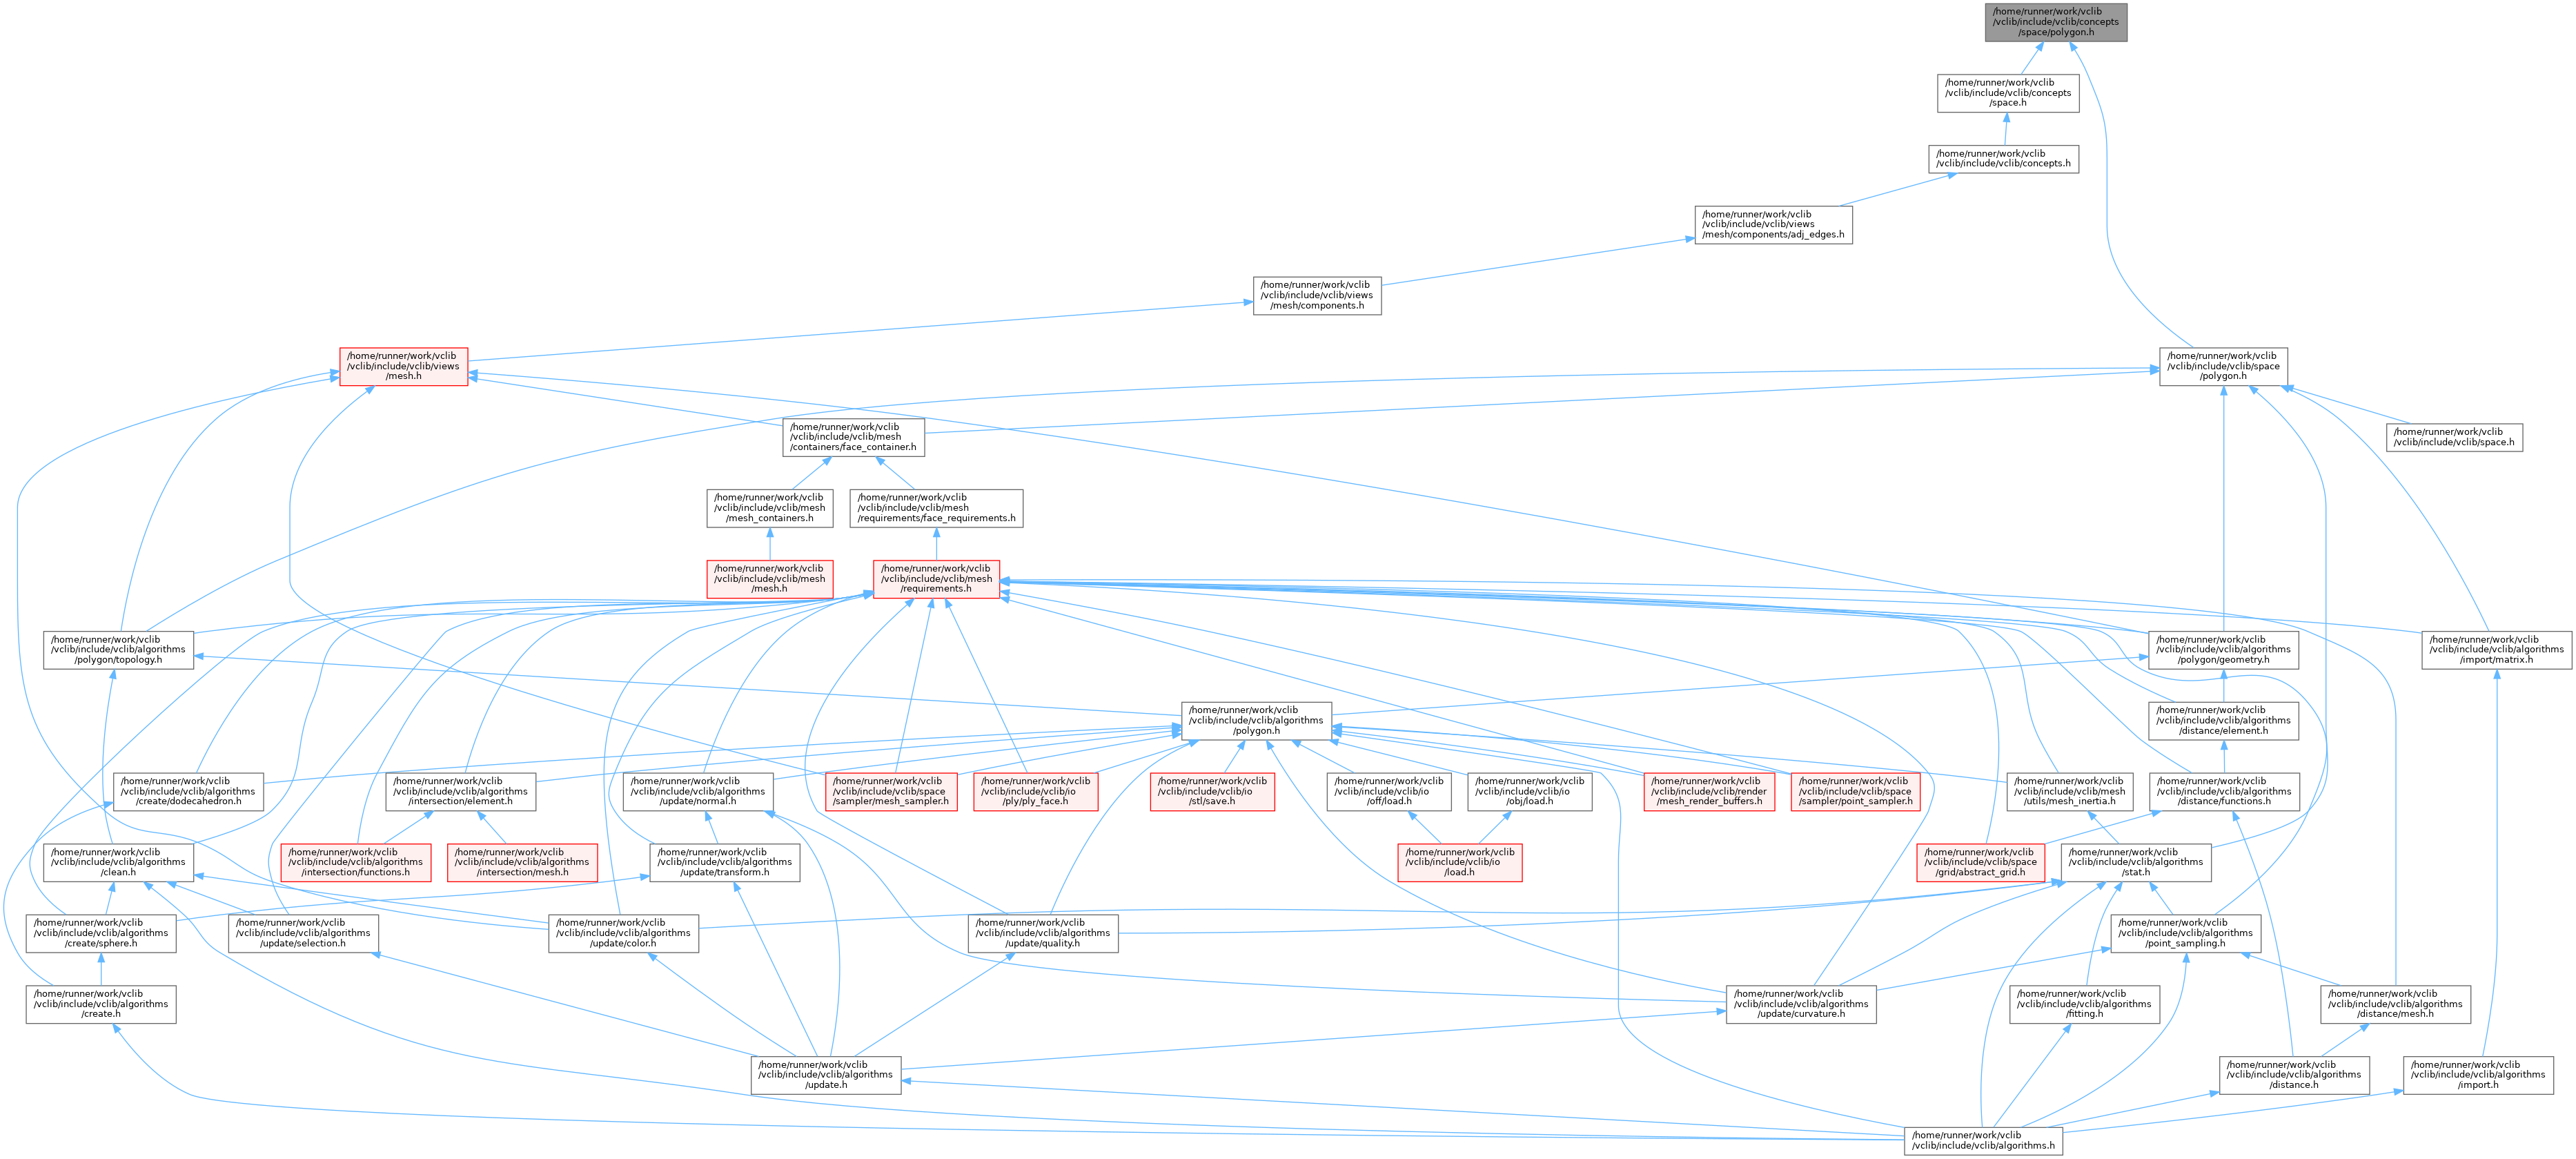 /home/runner/work/vclib
/vclib/include/vclib/concepts
/space/polygon.h
/home/runner/work/vclib
/vclib/include/vclib/concepts
/space.h
/home/runner/work/vclib
/vclib/include/vclib/concepts.h
/home/runner/work/vclib
/vclib/include/vclib/views
/mesh/components/adj_edges.h
/home/runner/work/vclib
/vclib/include/vclib/views
/mesh/components.h
/home/runner/work/vclib
/vclib/include/vclib/views
/mesh.h
/home/runner/work/vclib
/vclib/include/vclib/space
/polygon.h
/home/runner/work/vclib
/vclib/include/vclib/mesh
/containers/face_container.h
/home/runner/work/vclib
/vclib/include/vclib/space.h
/home/runner/work/vclib
/vclib/include/vclib/mesh
/mesh_containers.h
/home/runner/work/vclib
/vclib/include/vclib/mesh
/requirements/face_requirements.h
/home/runner/work/vclib
/vclib/include/vclib/mesh
/mesh.h
/home/runner/work/vclib
/vclib/include/vclib/mesh
/requirements.h
/home/runner/work/vclib
/vclib/include/vclib/algorithms
/polygon/topology.h
/home/runner/work/vclib
/vclib/include/vclib/algorithms
/polygon/geometry.h
/home/runner/work/vclib
/vclib/include/vclib/algorithms
/import/matrix.h
/home/runner/work/vclib
/vclib/include/vclib/algorithms
/polygon.h
/home/runner/work/vclib
/vclib/include/vclib/algorithms
/distance/element.h
/home/runner/work/vclib
/vclib/include/vclib/algorithms
/create/dodecahedron.h
/home/runner/work/vclib
/vclib/include/vclib/algorithms
/intersection/element.h
/home/runner/work/vclib
/vclib/include/vclib/algorithms
/update/normal.h
/home/runner/work/vclib
/vclib/include/vclib/space
/sampler/mesh_sampler.h
/home/runner/work/vclib
/vclib/include/vclib/io
/ply/ply_face.h
/home/runner/work/vclib
/vclib/include/vclib/io
/stl/save.h
/home/runner/work/vclib
/vclib/include/vclib/io
/off/load.h
/home/runner/work/vclib
/vclib/include/vclib/io
/obj/load.h
/home/runner/work/vclib
/vclib/include/vclib/render
/mesh_render_buffers.h
/home/runner/work/vclib
/vclib/include/vclib/space
/sampler/point_sampler.h
/home/runner/work/vclib
/vclib/include/vclib/mesh
/utils/mesh_inertia.h
/home/runner/work/vclib
/vclib/include/vclib/algorithms
/distance/functions.h
/home/runner/work/vclib
/vclib/include/vclib/algorithms
/clean.h
/home/runner/work/vclib
/vclib/include/vclib/algorithms
/intersection/functions.h
/home/runner/work/vclib
/vclib/include/vclib/algorithms
/intersection/mesh.h
/home/runner/work/vclib
/vclib/include/vclib/algorithms
/update/transform.h
/home/runner/work/vclib
/vclib/include/vclib/io
/load.h
/home/runner/work/vclib
/vclib/include/vclib/space
/grid/abstract_grid.h
/home/runner/work/vclib
/vclib/include/vclib/algorithms
/stat.h
/home/runner/work/vclib
/vclib/include/vclib/algorithms
/create/sphere.h
/home/runner/work/vclib
/vclib/include/vclib/algorithms
/update/selection.h
/home/runner/work/vclib
/vclib/include/vclib/algorithms
/update/color.h
/home/runner/work/vclib
/vclib/include/vclib/algorithms
/update/quality.h
/home/runner/work/vclib
/vclib/include/vclib/algorithms
/point_sampling.h
/home/runner/work/vclib
/vclib/include/vclib/algorithms
/create.h
/home/runner/work/vclib
/vclib/include/vclib/algorithms
/update/curvature.h
/home/runner/work/vclib
/vclib/include/vclib/algorithms
/fitting.h
/home/runner/work/vclib
/vclib/include/vclib/algorithms
/distance/mesh.h
/home/runner/work/vclib
/vclib/include/vclib/algorithms
/update.h
/home/runner/work/vclib
/vclib/include/vclib/algorithms
/distance.h
/home/runner/work/vclib
/vclib/include/vclib/algorithms
/import.h
/home/runner/work/vclib
/vclib/include/vclib/algorithms.h